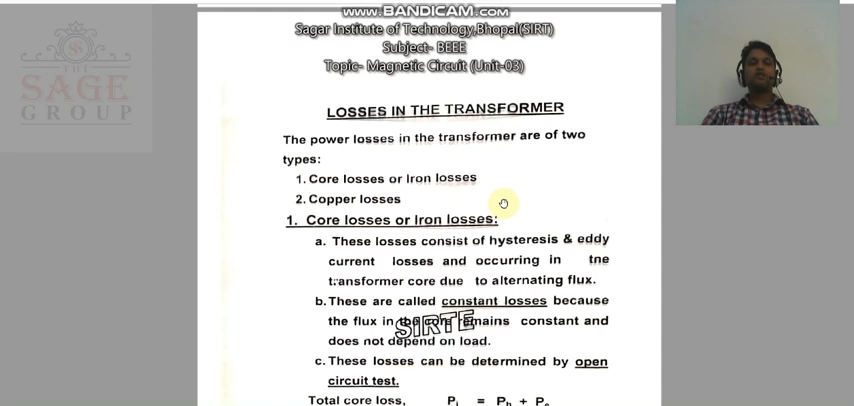 www.BANDICAM.com
Sagar Institute of Technology,Bhopal(SIRT)
Subject- BEEE
Topic- Magnetic Circuit (Unit-03)
THE
SAGE
GROUP
LOSSES IN THE TRANSFORMER
The power losses in the transformer are of two
types:
1. Core losses or Iron losses
2. Copper losses
1. Core losses or Iron losses:
a. These losses consist of hysteresis & eddy
current losses and occurring in the
transformer core due to alternating flux.
b. These are called constant losses because
the flux in the core remains constant and
does not depend on load.
SIRTE
c. These losses can be determined by open
circuit test.
Total core loss, Pi = Ph + Pe